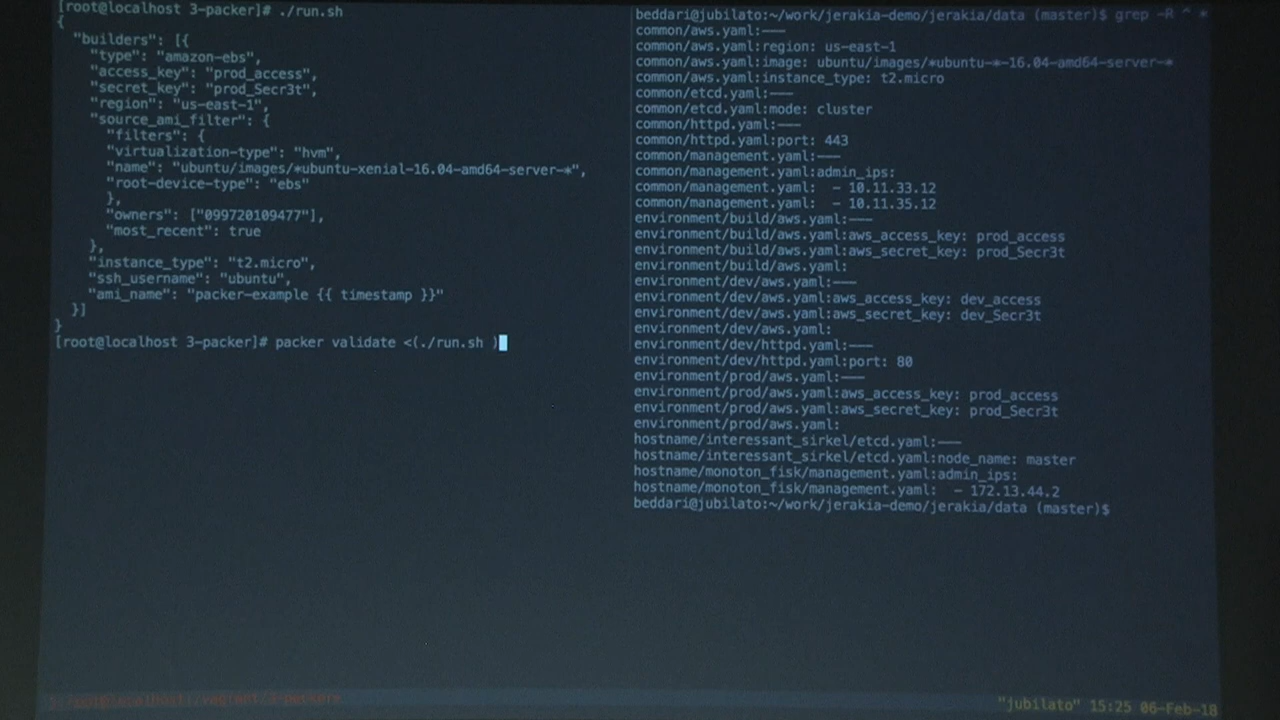 [root@localhost 3-packer]# ./run.sh
{
"builders": [{
"type": "amazon-ebs",
"access_key": "prod_access",
"secret_key": "prod_Secr3t",
"region": "us-east-1",
"source_ami_filter": {
"filters": {
"virtualization-type": "hvm",
"name": "ubuntu/images/*ubuntu-xenial-16.04-amd64-server-*",
"root-device-type": "ebs"
},
"owners": ["099720109477"],
"most_recent": true
},
"instance_type": "t2.micro",
"ssh_username": "ubuntu",
"ami_name": "packer-example {{ timestamp }}"
}]
}
[root@localhost 3-packer]# packer validate <(./run.sh )
beddari@jubilato:~/work/jerakia-demo/jerakia/data (master)$ grep -R ^ *
common/aws.yaml:---
common/aws.yaml:region: us-east-1
common/aws.yaml:image: ubuntu/images/*ubuntu-*-16.04-amd64-server-*
common/aws.yaml:instance_type: t2.micro
common/etcd.yaml:---
common/etcd.yaml:mode: cluster
common/httpd.yaml:---
common/httpd.yaml:port: 443
common/management.yaml:---
common/management.yaml:admin_ips:
common/management.yaml:  - 10.11.33.12
common/management.yaml:  - 10.11.35.12
environment/build/aws.yaml:---
environment/build/aws.yaml:aws_access_key: prod_access
environment/build/aws.yaml:aws_secret_key: prod_Secr3t
environment/build/aws.yaml:
environment/dev/aws.yaml:---
environment/dev/aws.yaml:aws_access_key: dev_access
environment/dev/aws.yaml:aws_secret_key: dev_Secr3t
environment/dev/aws.yaml:
environment/dev/httpd.yaml:---
environment/dev/httpd.yaml:port: 80
environment/prod/aws.yaml:---
environment/prod/aws.yaml:aws_access_key: prod_access
environment/prod/aws.yaml:aws_secret_key: prod_Secr3t
environment/prod/aws.yaml:
hostname/interessant_sirkel/etcd.yaml:---
hostname/interessant_sirkel/etcd.yaml:node_name: master
hostname/monoton_fisk/management.yaml:admin_ips:
hostname/monoton_fisk/management.yaml:  - 172.13.44.2
beddari@jubilato:~/work/jerakia-demo/jerakia/data (master)$
"jubilato" 15:25 06-Feb-18